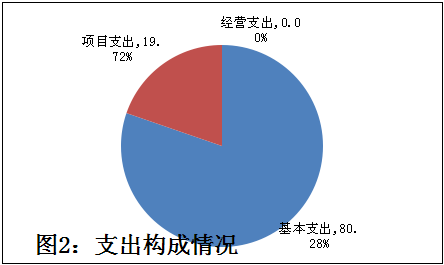 经营支出,0.0
0%
项目支出,19.
72%
基本支出,80.
28%
图2：支出构成情况